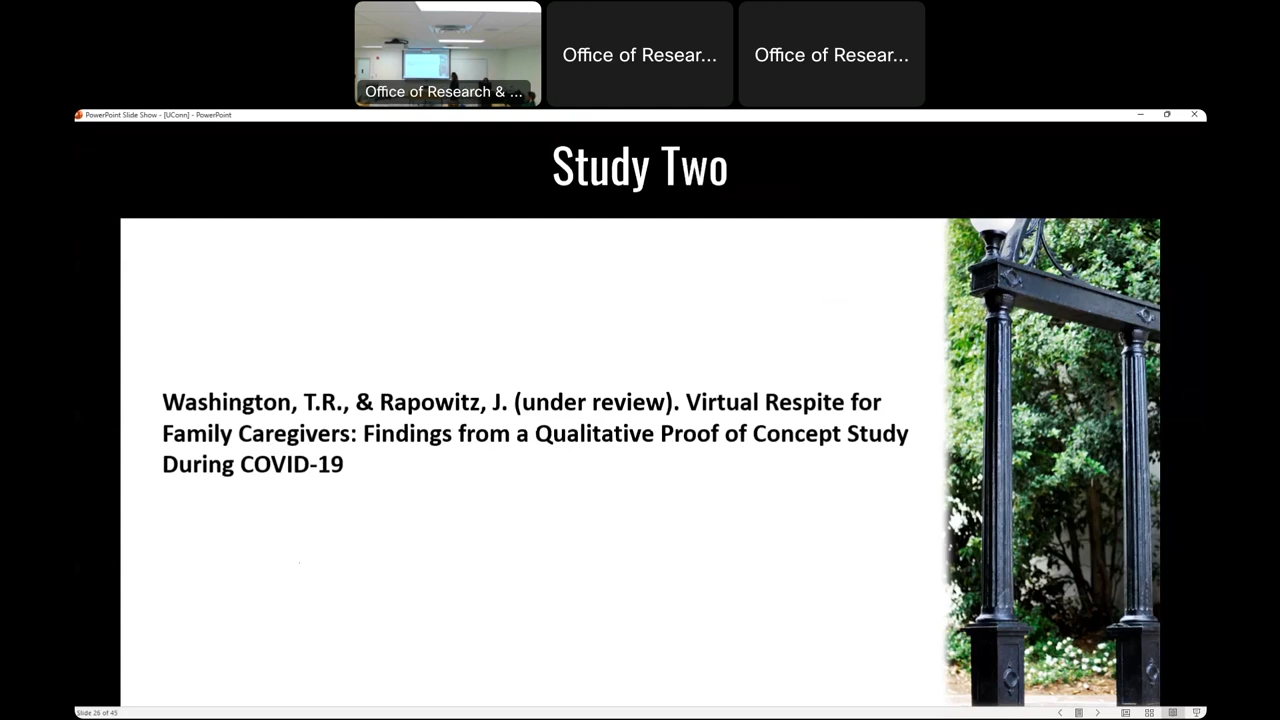 Office of Research & ...
Office of Resear...
Office of Resear...
PowerPoint Slide Show - [UConn] - PowerPoint
Study Two
Washington, T.R., & Rapowitz, J. (under review). Virtual Respite for
Family Caregivers: Findings from a Qualitative Proof of Concept Study
During COVID-19
Slide 26 of 45